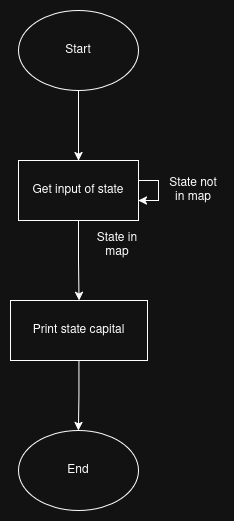 Start
Get input of state
State not
in map
State in
map
Print state capital
End